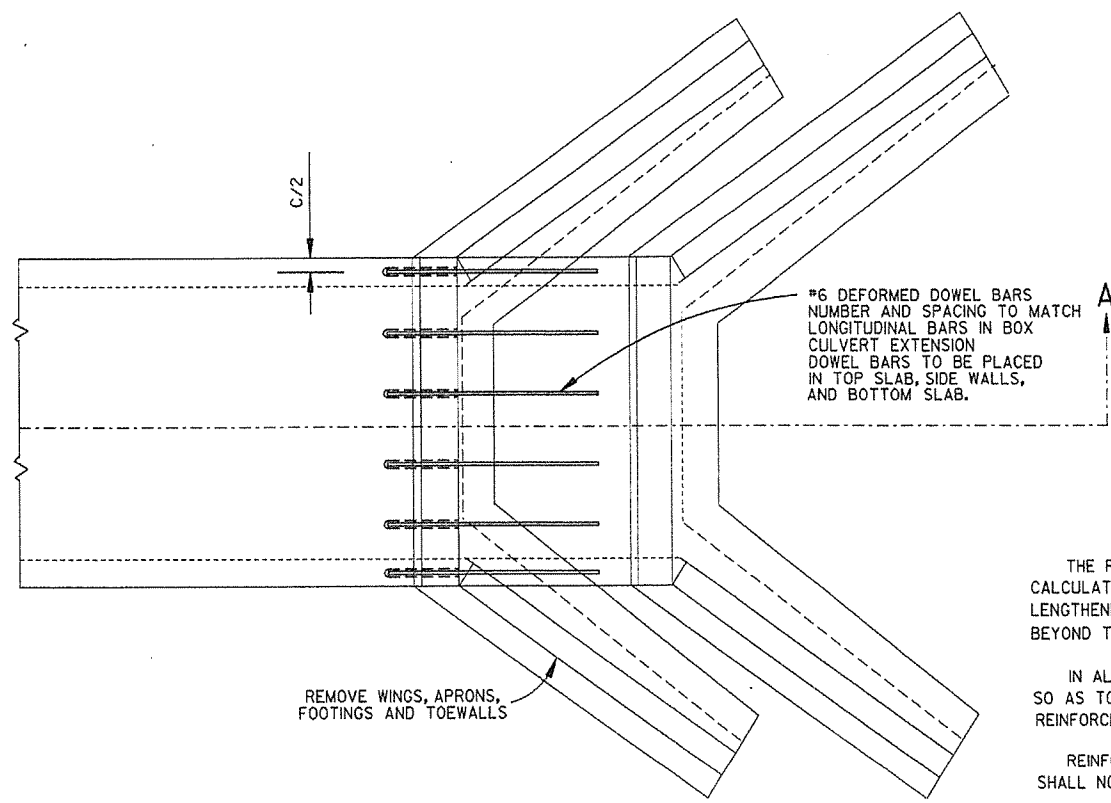 C/2
#6 DEFORMED DOWEL BARS
NUMBER AND SPACING TO MATCH
LONGITUDINAL BARS IN BOX
CULVERT EXTENSION
DOWEL BARS TO BE PLACED
IN TOP SLAB, SIDE WALLS,
AND BOTTOM SLAB.
A
REMOVE WINGS, APRONS,
FOOTINGS AND TOEWALLS
THE
CALCULAT
LENGTHEN
BEYOND T
IN AL
SO AS TO
REINFORC
REINF
SHALL NO